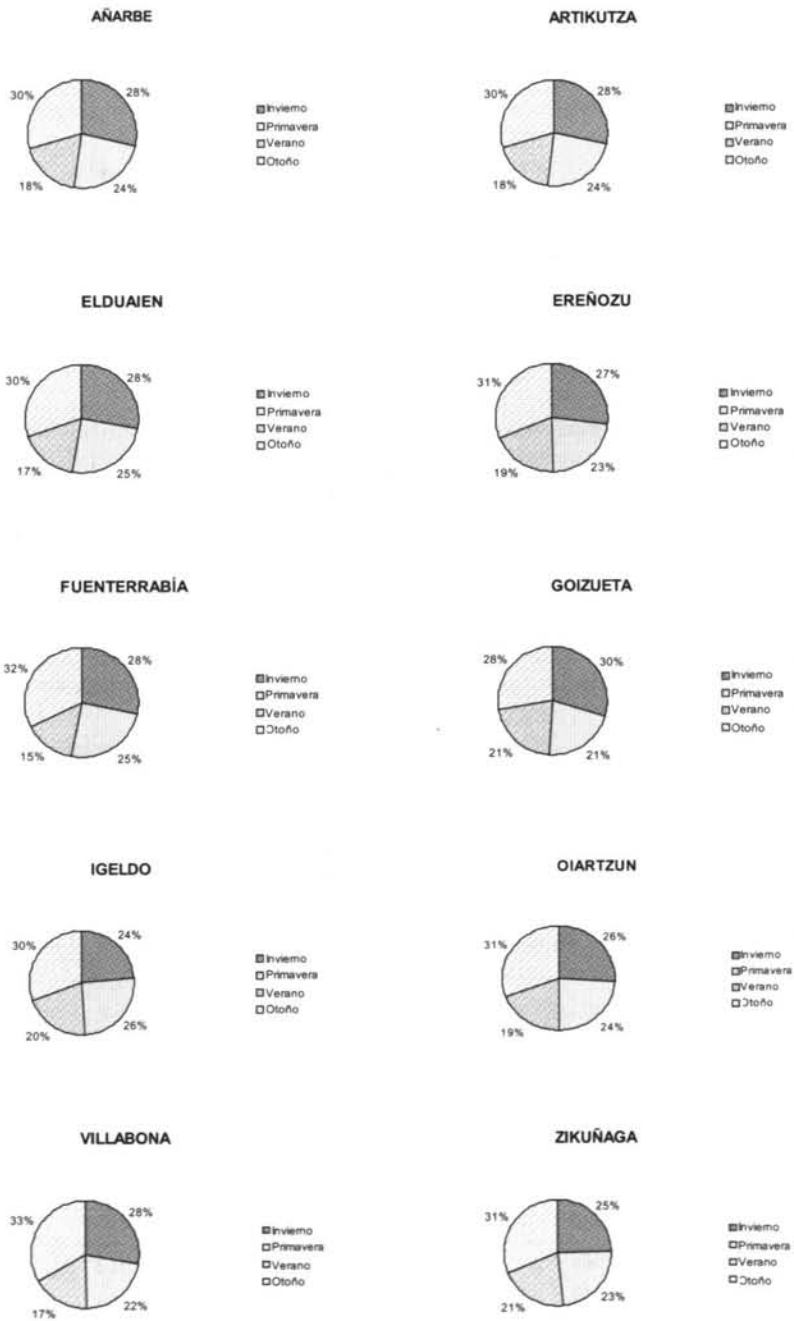 AÑARBE
30%
28%
18%
24%
Invierno
Primavera
Verano
Otoño
ARTIKUTZA
30%
28%
18%
24%
Invierno
Primavera
Verano
Otoño
ELDUAIEN
30%
28%
17%
25%
Invierno
Primavera
Verano
Otoño
EREÑOZU
31%
27%
19%
23%
Invierno
Primavera
Verano
Otoño
FUENTERRABÍA
32%
28%
15%
25%
Invierno
Primavera
Verano
Otoño
GOIZUETA
28%
30%
21%
21%
Invierno
Primavera
Verano
Otoño
IGELDO
30%
24%
20%
26%
Invierno
Primavera
Verano
Otoño
OIARTZUN
31%
26%
19%
24%
Invierno
Primavera
Verano
Otoño
VILLABONA
33%
28%
17%
22%
Invierno
Primavera
Verano
Otoño
ZIKUÑAGA
31%
25%
21%
23%
Invierno
Primavera
Verano
Otoño